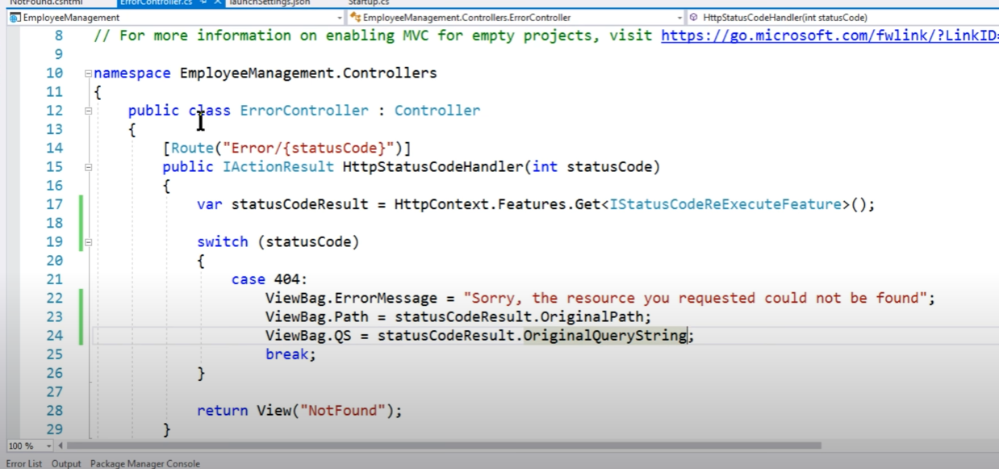 NotFound.cshtml ErrorController.cs launchSettings.json Startup.cs
EmployeeManagement EmployeeManagement.Controllers.ErrorController HttpStatusCodeHandler(int statusCode)
8 // For more information on enabling MVC for empty projects, visit https://go.microsoft.com/fwlink/?LinkID=
9
10 namespace EmployeeManagement.Controllers
11 {
12 public class ErrorController : Controller
13 {
14 [Route("Error/{statusCode}")]
15 public IActionResult HttpStatusCodeHandler(int statusCode)
16 {
17 var statusCodeResult = HttpContext.Features.Get<IStatusCodeReExecuteFeature>();
18
19 switch (statusCode)
20 {
21 case 404:
22 ViewBag.ErrorMessage = "Sorry, the resource you requested could not be found";
23 ViewBag.Path = statusCodeResult.OriginalPath;
24 ViewBag.QS = statusCodeResult.OriginalQueryString;
25 break;
26 }
27
28 return View("NotFound");
29 }
100 %
Error List Output Package Manager Console